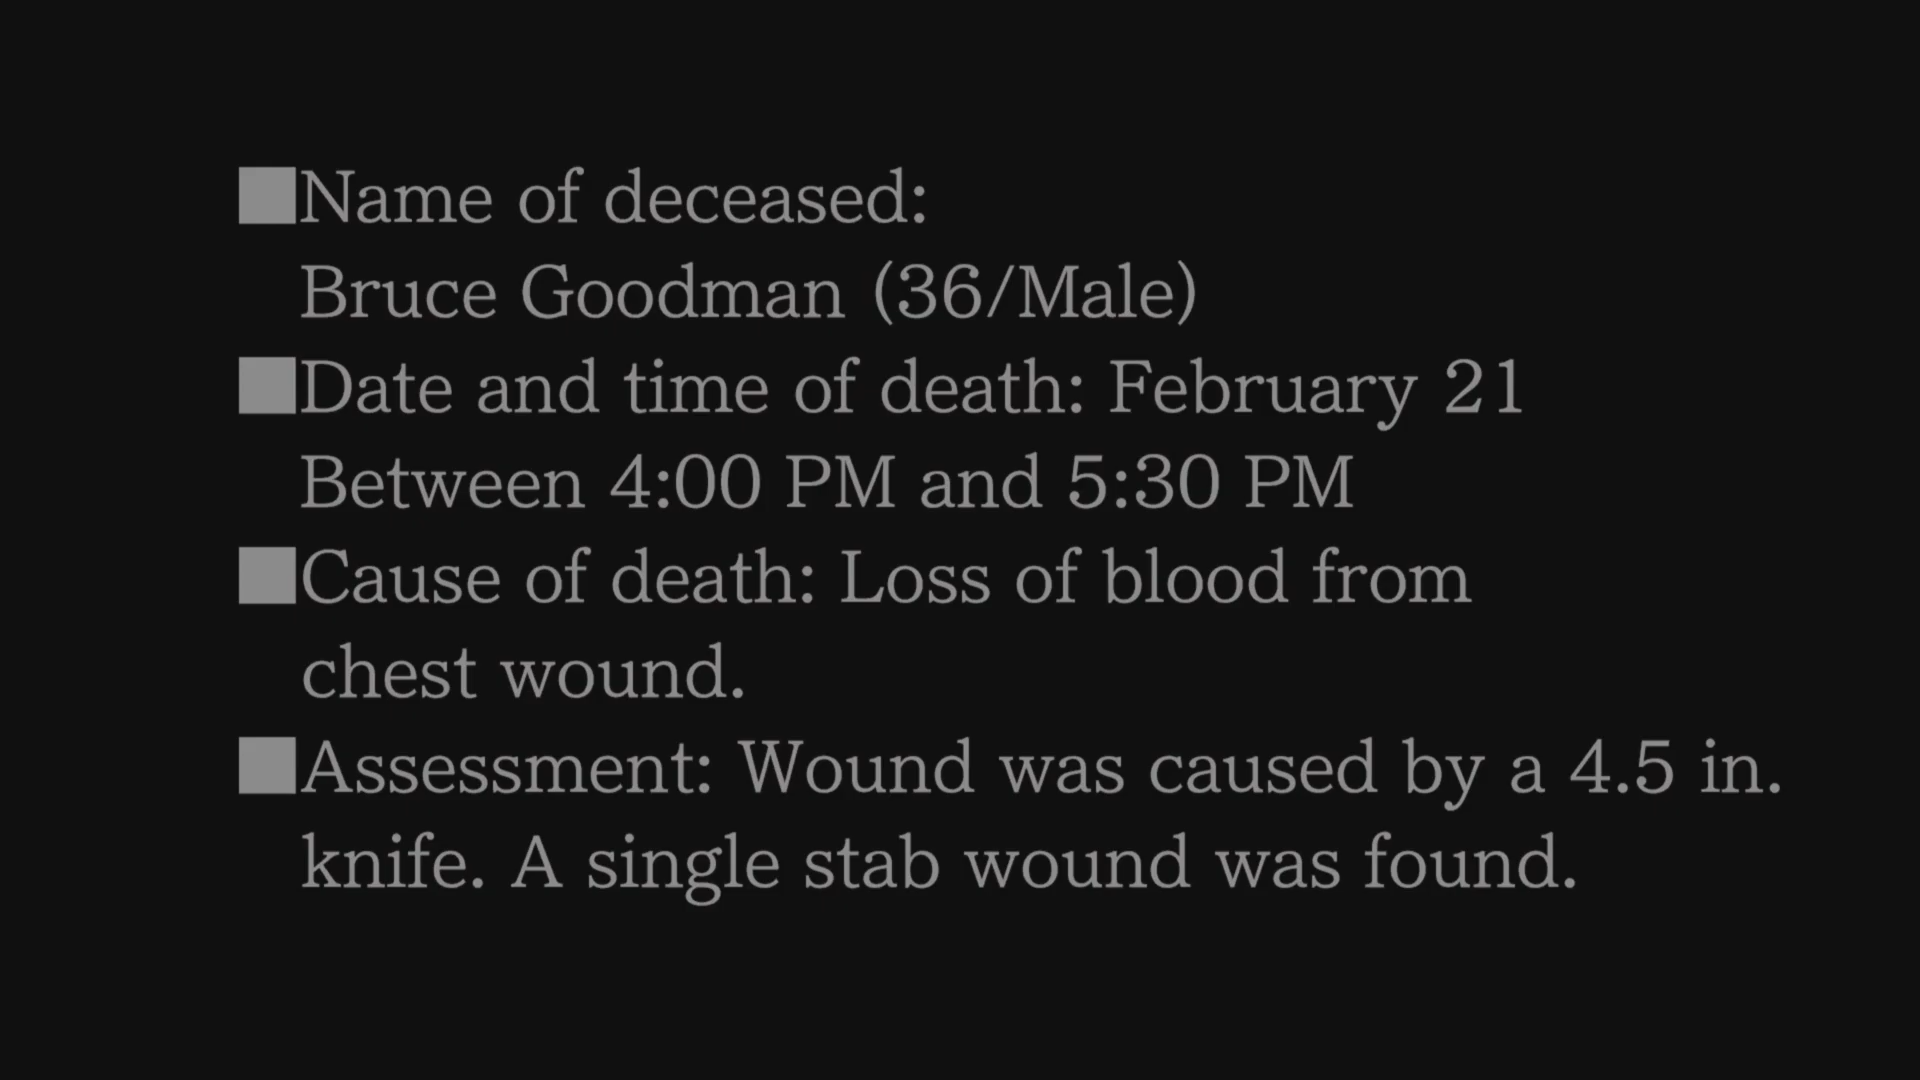 ■Name of deceased:
Bruce Goodman (36/Male)
■Date and time of death: February 21
Between 4:00 PM and 5:30 PM
■Cause of death: Loss of blood from
chest wound.
■Assessment: Wound was caused by a 4.5 in.
knife. A single stab wound was found.